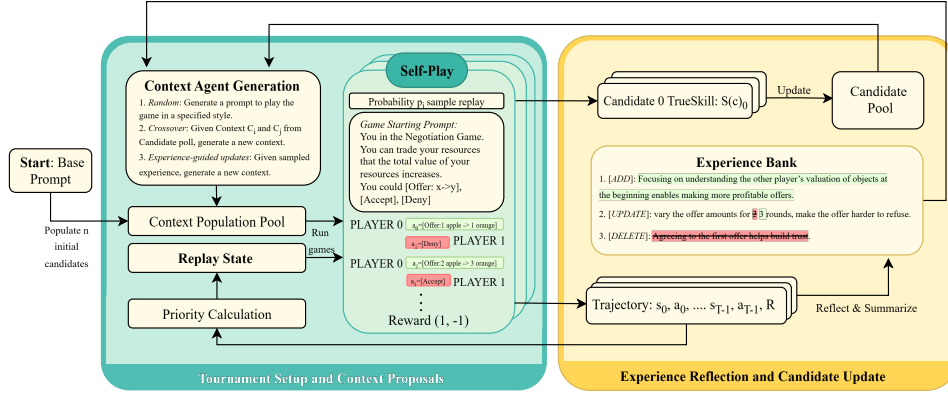 Start: Base
Prompt
Populate n
initial
candidates
Context Agent Generation
1. Random: Generate a prompt to play the
game in a specified style.
2. Crossover: Given Context Ci and Cj from
Candidate poll, generate a new context.
3. Experience-guided updates: Given sampled
experience, generate a new context.
Context Population Pool
Replay State
Priority Calculation
Run
games
Self-Play
Probability pi sample replay
Game Starting Prompt:
You in the Negotiation Game.
You can trade your resources
that the total value of your
resources increases.
You could [Offer: x->y],
[Accept], [Deny]
PLAYER 0 a0=[Offer:1 apple -> 1 orange]
a1=[Deny] PLAYER 1
PLAYER 0 a2=[Offer:2 apple -> 3 orange]
a3=[Accept] PLAYER 1
Reward (1, -1)
Tournament Setup and Context Proposals
Candidate 0 TrueSkill: S(c)0
Update
Candidate
Pool
Experience Bank
1. [ADD]: Focusing on understanding the other player's valuation of objects at
the beginning enables making more profitable offers.
2. [UPDATE]: vary the offer amounts for 2 3 rounds, make the offer harder to refuse.
3. [DELETE]: Agreeing to the first offer helps build trust.
Trajectory: s0, a0, .... sT-1, aT-1, R
Reflect & Summarize
Experience Reflection and Candidate Update